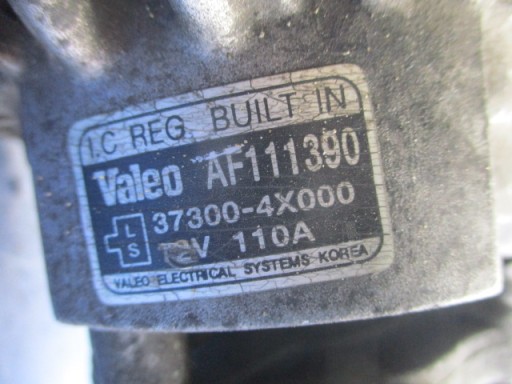 I.C REG. BUILT IN
Valeo AF111390
L 37300-4X000
S 12V 110A
VALEO ELECTRICAL SYSTEMS KOREA